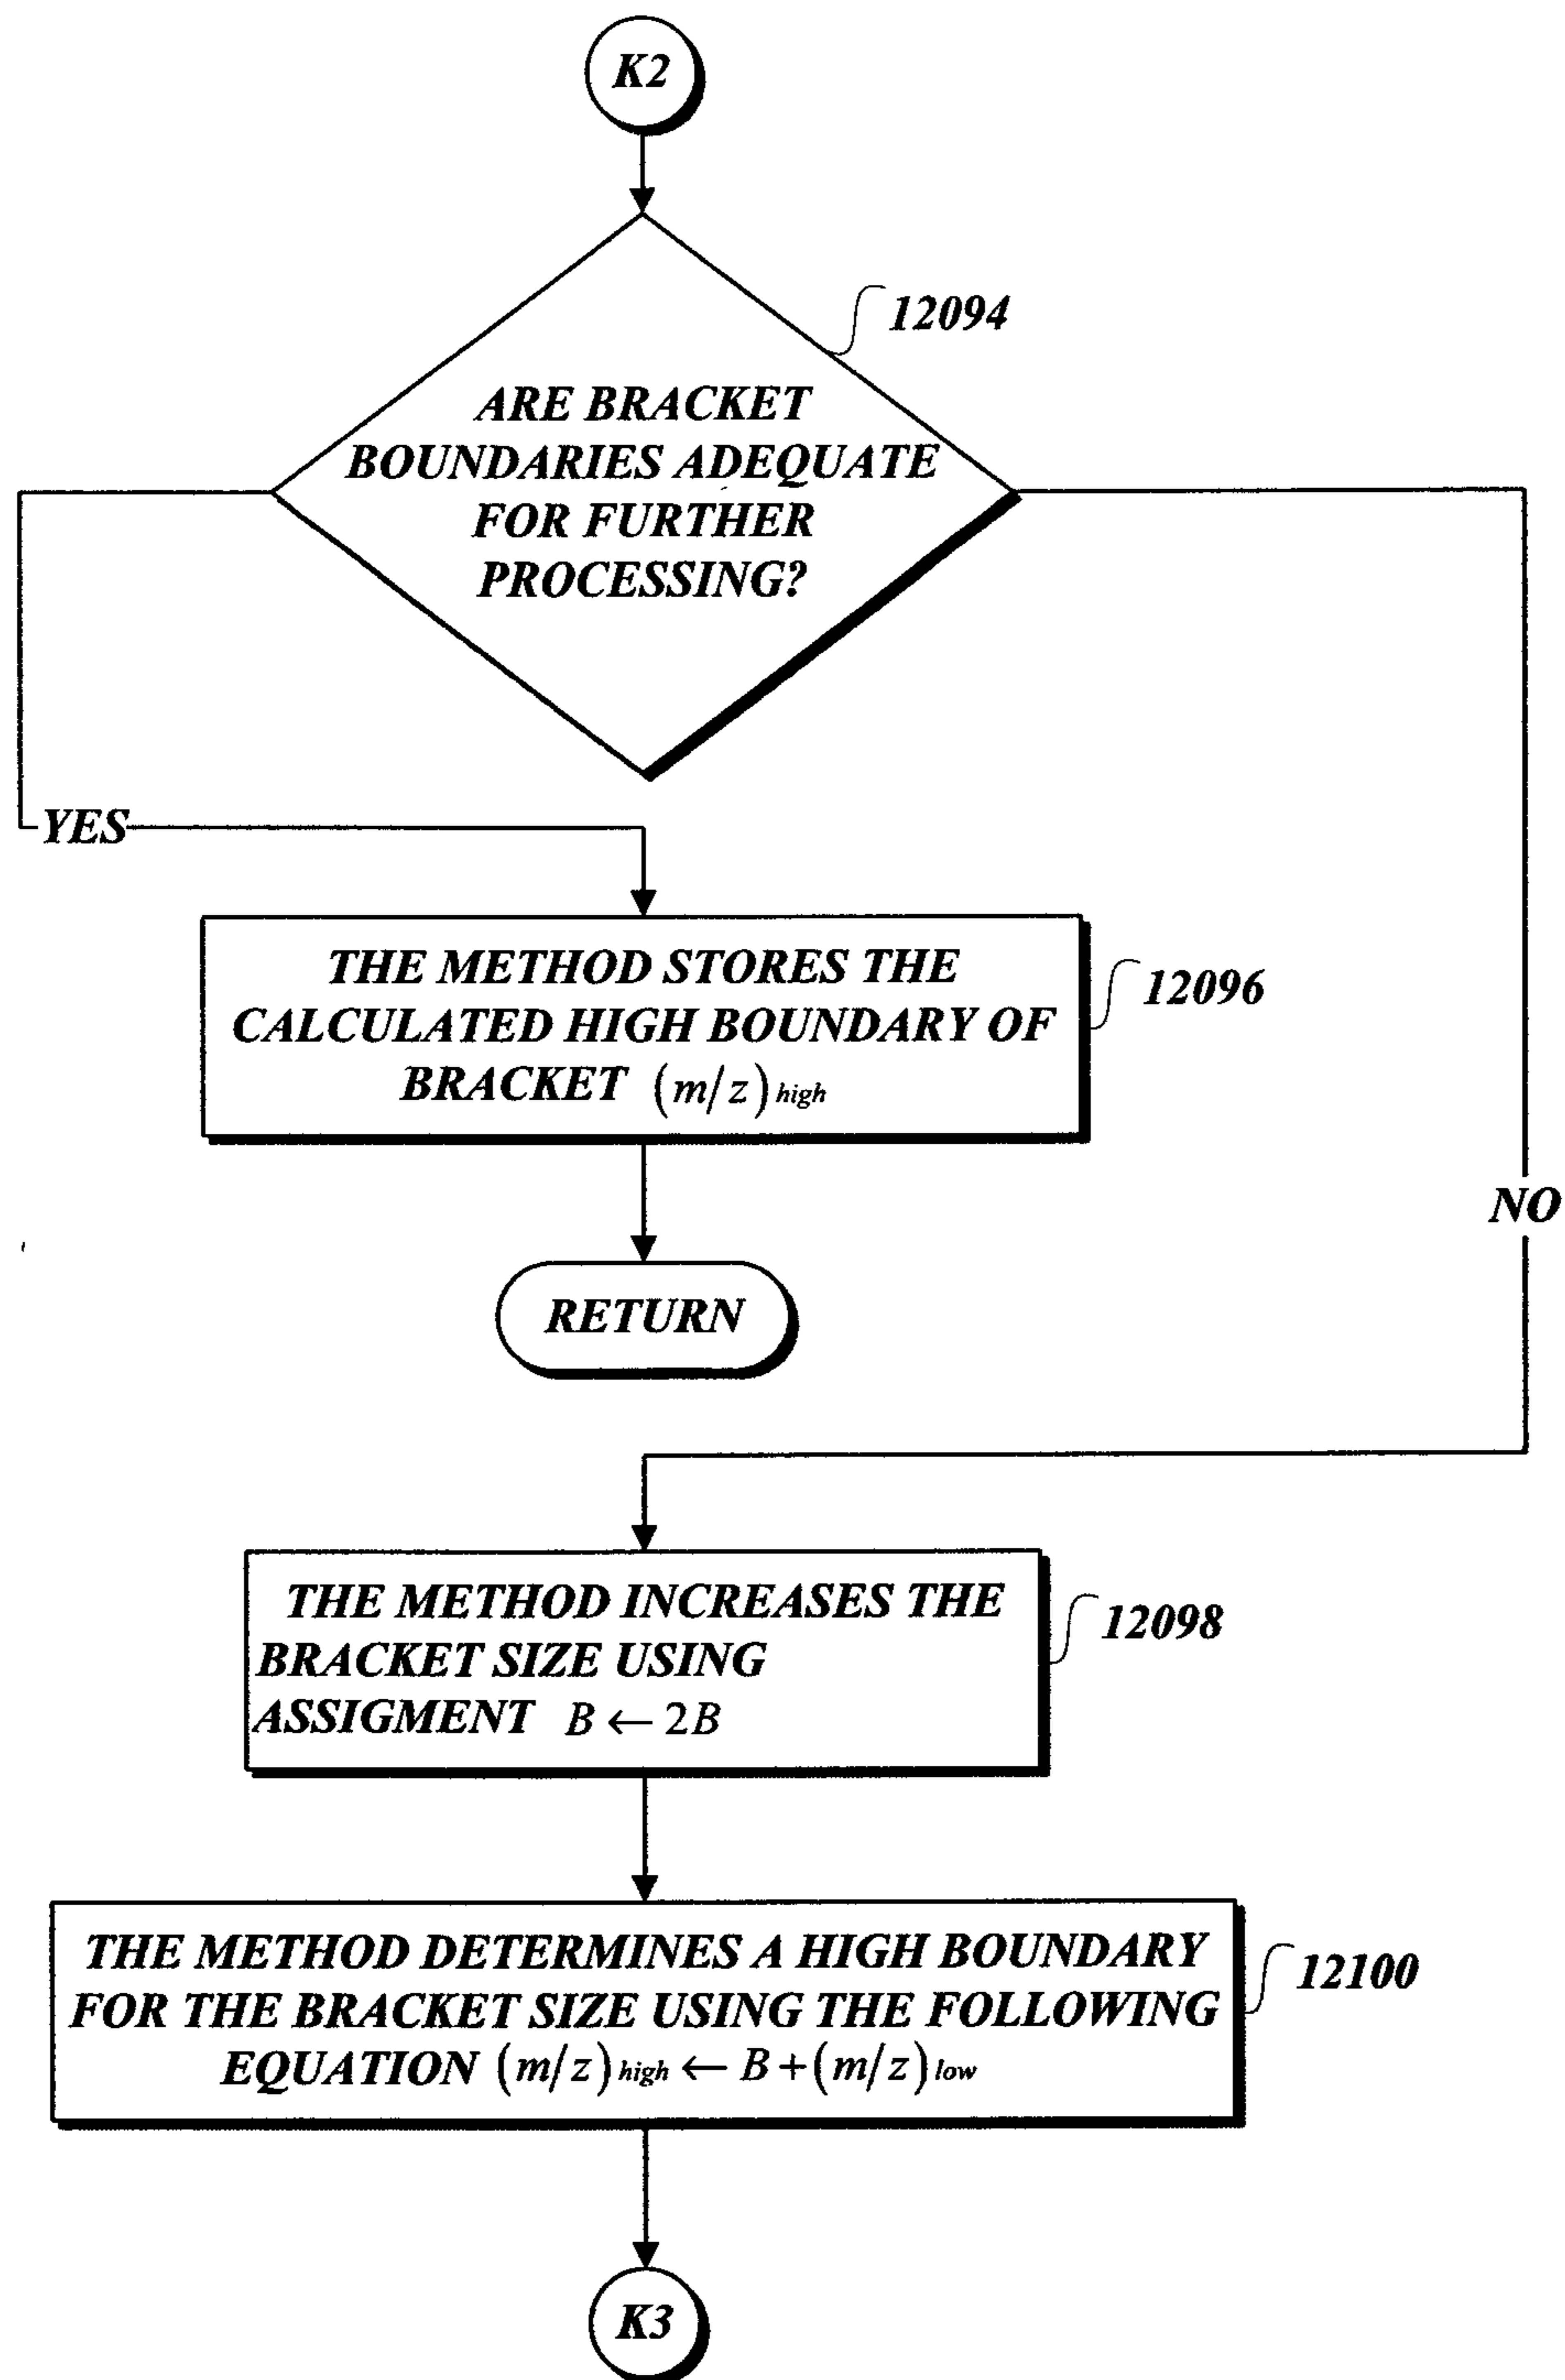 K2
12094
ARE BRACKET
BOUNDARIES ADEQUATE
FOR FURTHER
PROCESSING?
YES
THE METHOD STORES THE
CALCULATED HIGH BOUNDARY OF
BRACKET (m/z) high
12096
NO
RETURN
THE METHOD INCREASES THE
BRACKET SIZE USING
ASSIGMENT B ← 2B
12098
THE METHOD DETERMINES A HIGH BOUNDARY
FOR THE BRACKET SIZE USING THE FOLLOWING
EQUATION (m/z) high ← B + (m/z) low
12100
K3